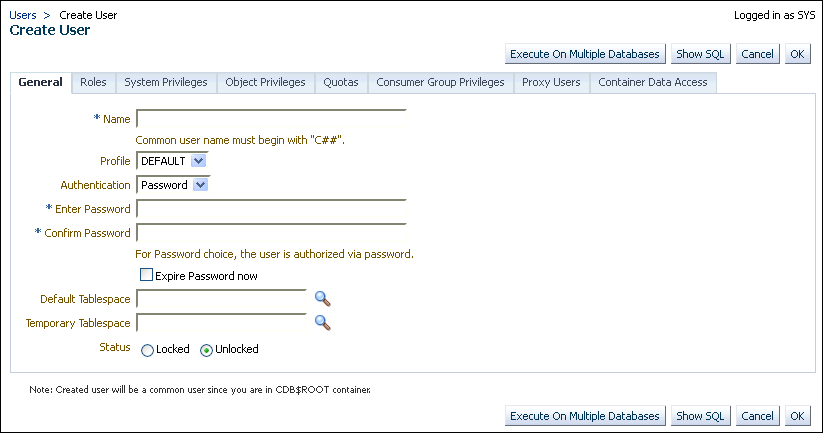 Users > Create User
Logged in as SYS
Create User
Execute On Multiple Databases Show SQL Cancel OK
General Roles System Privileges Object Privileges Quotas Consumer Group Privileges Proxy Users Container Data Access
* Name
Common user name must begin with "C##".
Profile DEFAULT
Authentication Password
* Enter Password
* Confirm Password
For Password choice, the user is authorized via password.
Expire Password now
Default Tablespace
Temporary Tablespace
Status Locked Unlocked
Note: Created user will be a common user since you are in CDB$ROOT container.
Execute On Multiple Databases Show SQL Cancel OK